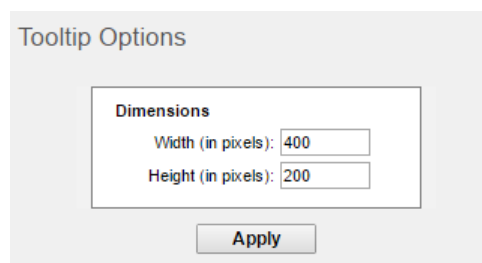 Tooltip Options
Dimensions
Width (in pixels): 400
Height (in pixels): 200
Apply